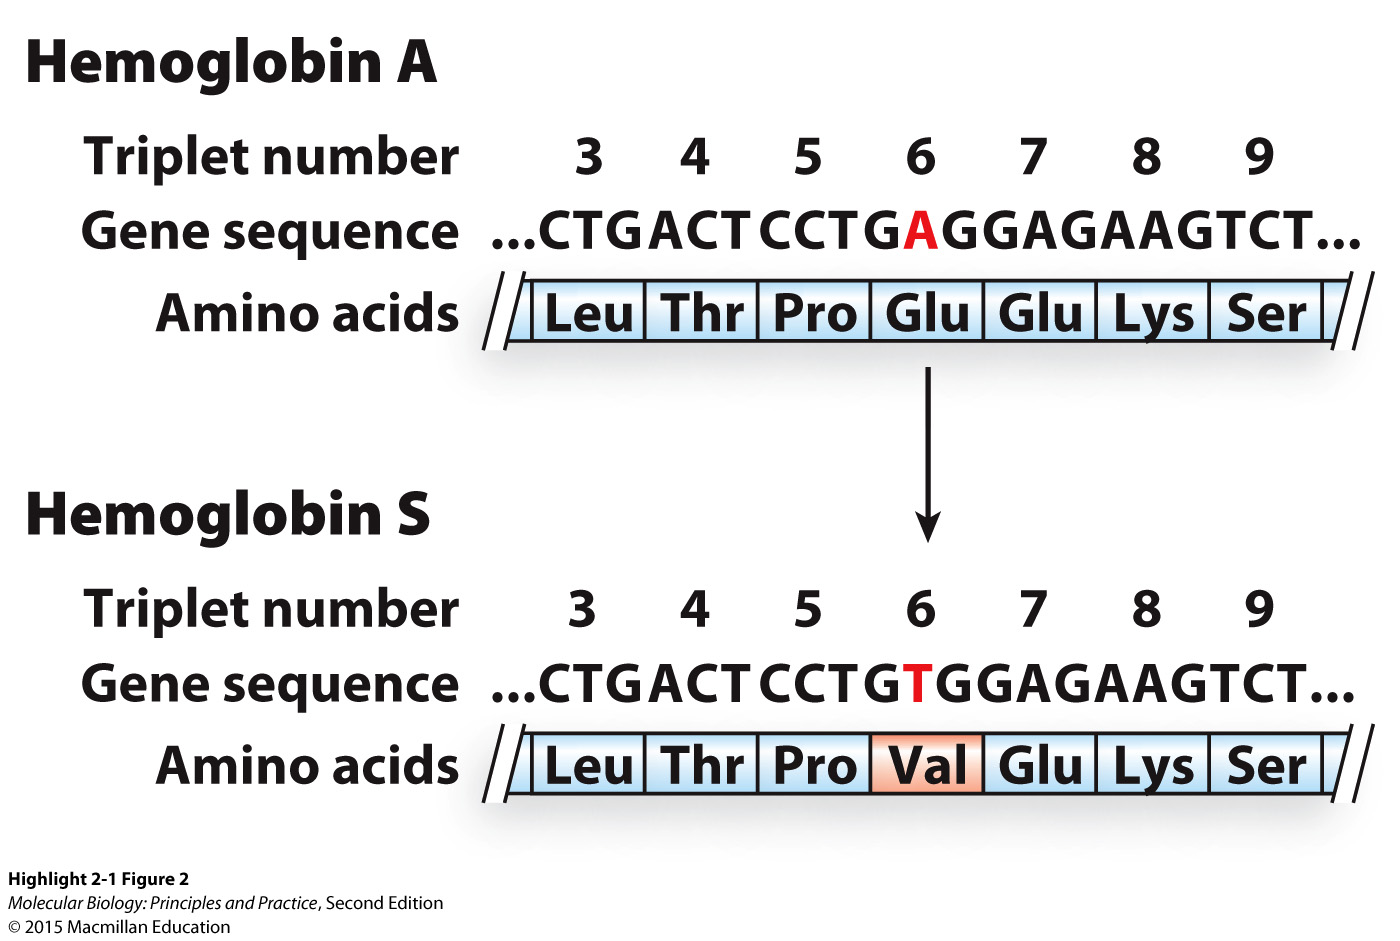 Hemoglobin A
Triplet number 3 4 5 6 7 8 9
Gene sequence ...CTGACTCCTGAGGAGAAGTCT...
Amino acids Leu Thr Pro Glu Glu Lys Ser
Hemoglobin S
Triplet number 3 4 5 6 7 8 9
Gene sequence ...CTGACTCCTGTGGAGAAGTCT...
Amino acids Leu Thr Pro Val Glu Lys Ser
Highlight 2-1 Figure 2
Molecular Biology: Principles and Practice, Second Edition
© 2015 Macmillan Education